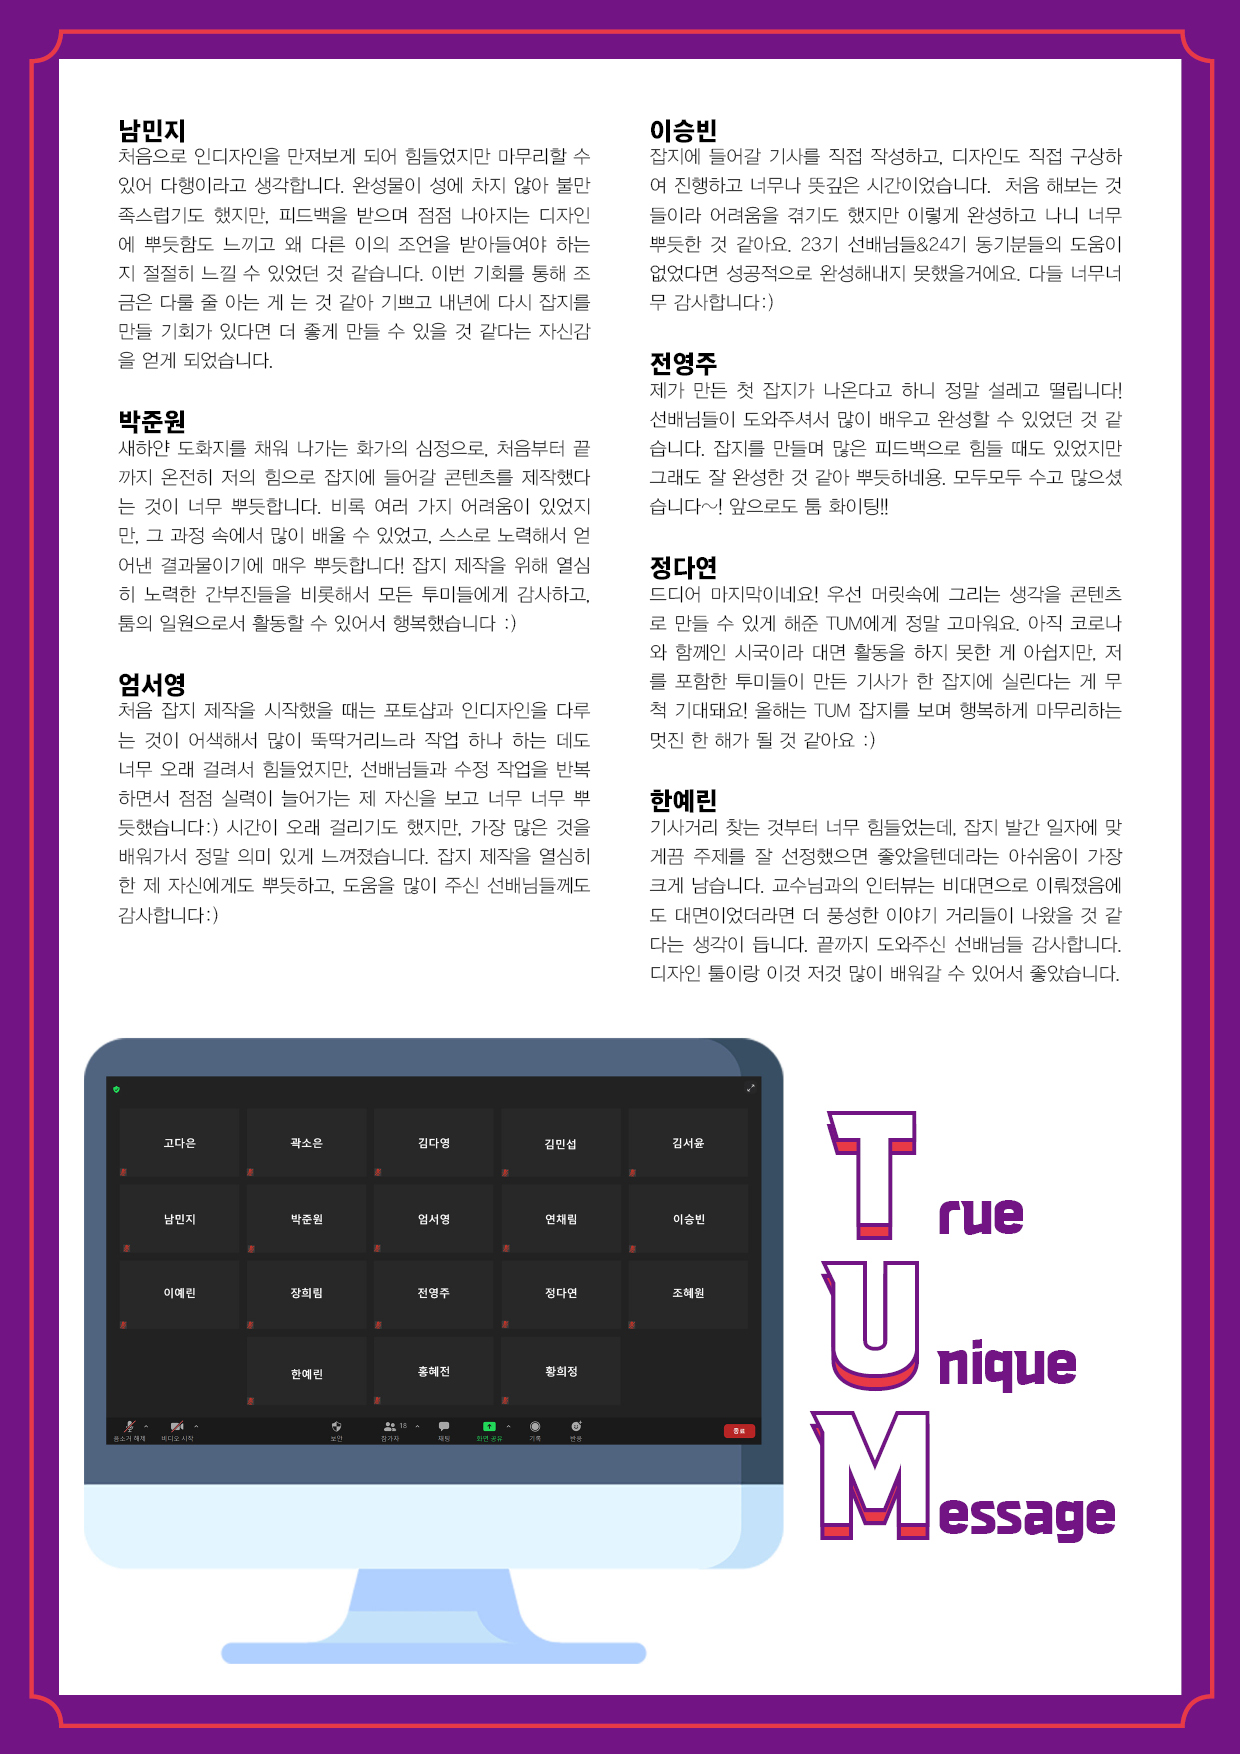 남민지
처음으로 인디자인을 만져보게 되어 힘들었지만 마무리할 수
있어 다행이라고 생각합니다. 완성물이 성에 차지 않아 불만
족스럽기도 했지만, 피드백을 받으며 점점 나아지는 디자인
에 뿌듯함도 느끼고 왜 다른 이의 조언을 받아들여야 하는
지 절절히 느낄 수 있었던 것 같습니다. 이번 기회를 통해 조
금은 다룰 줄 아는 게 는 것 같아 기쁘고 내년에 다시 잡지를
만들 기회가 있다면 더 좋게 만들 수 있을 것 같다는 자신감
을 얻게 되었습니다.
박준원
새하얀 도화지를 채워 나가는 화가의 심정으로, 처음부터 끝
까지 온전히 저의 힘으로 잡지에 들어갈 콘텐츠를 제작했다
는 것이 너무 뿌듯합니다. 비록 여러 가지 어려움이 있었지
만, 그 과정 속에서 많이 배울 수 있었고, 스스로 노력해서 얻
어낸 결과물이기에 매우 뿌듯합니다! 잡지 제작을 위해 열심
히 노력한 간부진들을 비롯해서 모든 투미들에게 감사하고,
툼의 일원으로서 활동할 수 있어서 행복했습니다 :)
엄서영
처음 잡지 제작을 시작했을 때는 포토샵과 인디자인을 다루
는 것이 어색해서 많이 뚝딱거리느라 작업 하나 하는 데도
너무 오래 걸려서 힘들었지만, 선배님들과 수정 작업을 반복
하면서 점점 실력이 늘어가는 제 자신을 보고 너무 너무 뿌
듯했습니다:) 시간이 오래 걸리기도 했지만, 가장 많은 것을
배워가서 정말 의미 있게 느껴졌습니다. 잡지 제작을 열심히
한 제 자신에게도 뿌듯하고, 도움을 많이 주신 선배님들께도
감사합니다:)
이승빈
잡지에 들어갈 기사를 직접 작성하고, 디자인도 직접 구상하
여 진행하고 너무나 뜻깊은 시간이었습니다. 처음 해보는 것
들이라 어려움을 겪기도 했지만 이렇게 완성하고 나니 너무
뿌듯한 것 같아요. 23기 선배님들&24기 동기분들의 도움이
없었다면 성공적으로 완성해내지 못했을거에요. 다들 너무너
무 감사합니다:)
전영주
제가 만든 첫 잡지가 나온다고 하니 정말 설레고 떨립니다!
선배님들이 도와주셔서 많이 배우고 완성할 수 있었던 것 같
습니다. 잡지를 만들며 많은 피드백으로 힘들 때도 있었지만
그래도 잘 완성한 것 같아 뿌듯하네용. 모두모두 수고 많으셨
습니다~! 앞으로도 툼 화이팅!!
정다연
드디어 마지막이네요! 우선 머릿속에 그리는 생각을 콘텐츠
로 만들 수 있게 해준 TUM에게 정말 고마워요. 아직 코로나
와 함께인 시국이라 대면 활동을 하지 못한 게 아쉽지만, 저
를 포함한 투미들이 만든 기사가 한 잡지에 실린다는 게 무
척 기대돼요! 올해는 TUM 잡지를 보며 행복하게 마무리하는
멋진 한 해가 될 것 같아요 :)
한예린
기사거리 찾는 것부터 너무 힘들었는데, 잡지 발간 일자에 맞
게끔 주제를 잘 선정했으면 좋았을텐데라는 아쉬움이 가장
크게 남습니다. 교수님과의 인터뷰는 비대면으로 이뤄졌음에
도 대면이었더라면 더 풍성한 이야기 거리들이 나왔을 것 같
다는 생각이 듭니다. 끝까지 도와주신 선배님들 감사합니다.
디자인 툴이랑 이것 저것 많이 배워갈 수 있어서 좋았습니다.
고다은 곽소은 김다영 김민섭 김서윤
남민지 박준원 엄서영 연채림 이승빈
이예린 장희림 전영주 정다연 조혜원
한예린 홍혜전 황희정
음소거 해제 비디오 시작 보안 참가자 18 채팅 화면 공유 기록 반응 종료
True
Unique
Message